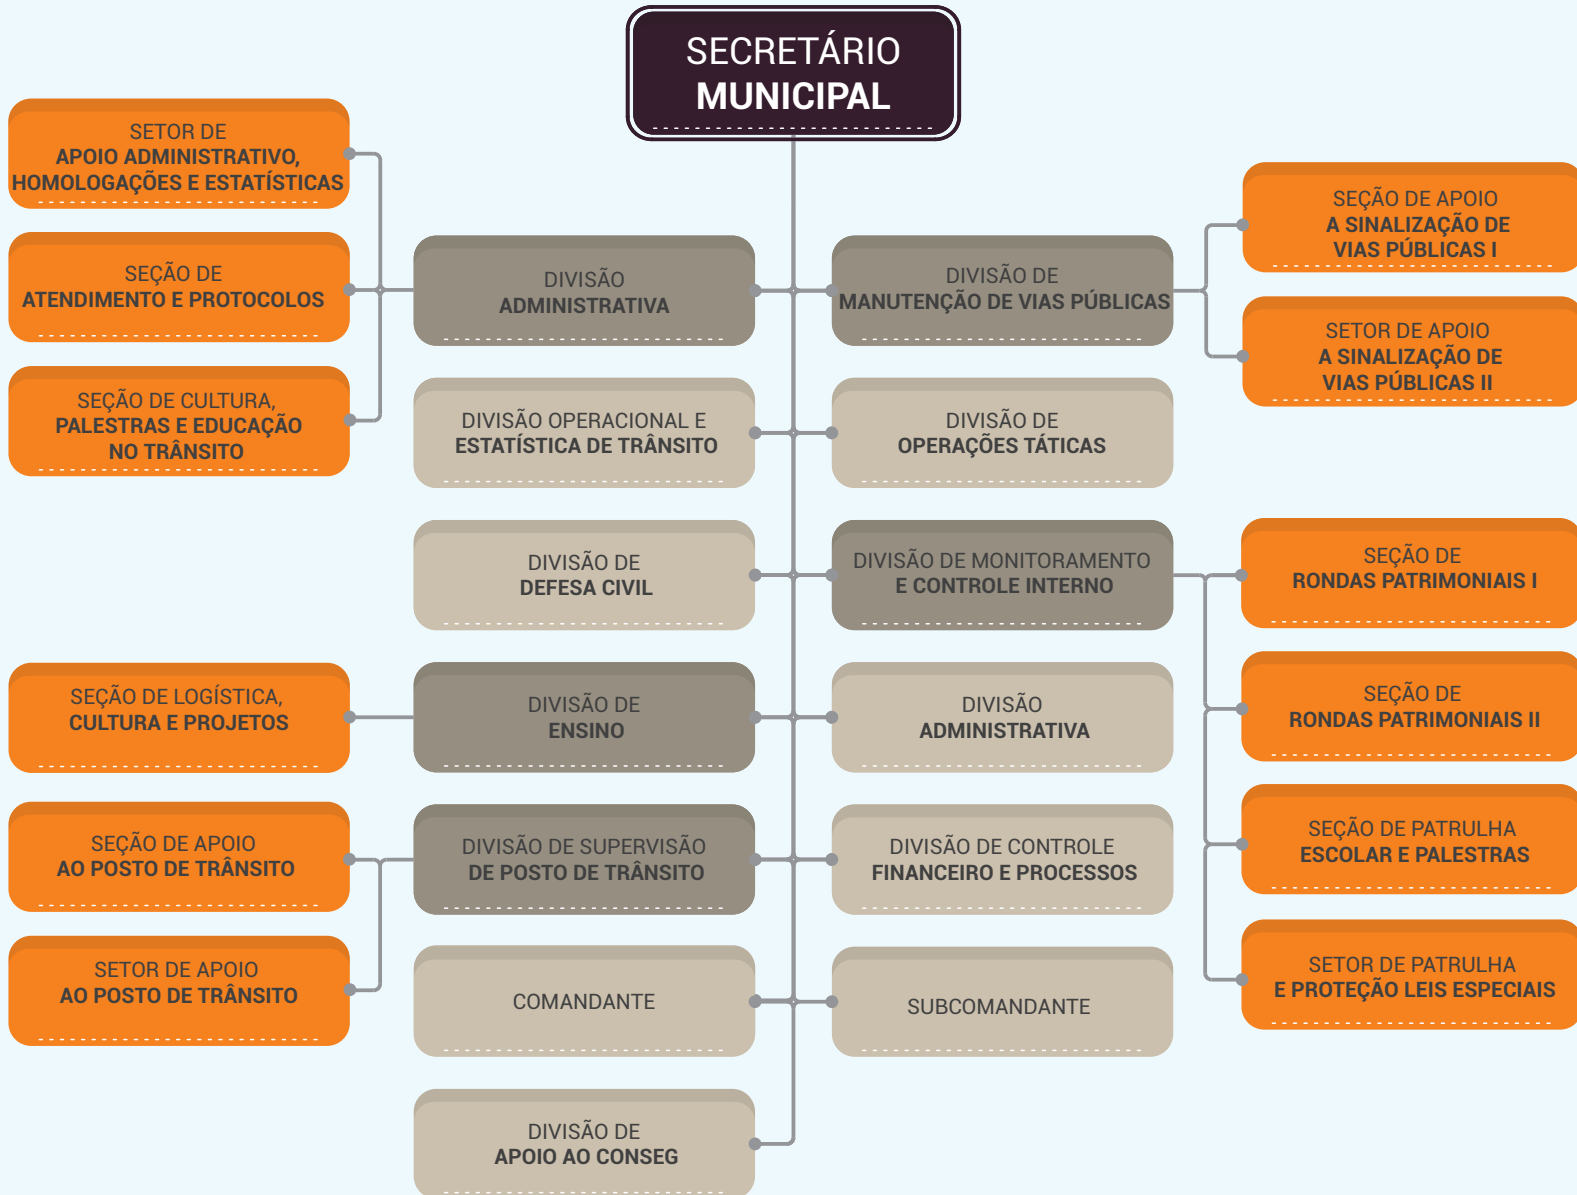 SECRETÁRIO
MUNICIPAL
SETOR DE
APOIO ADMINISTRATIVO,
HOMOLOGAÇÕES E ESTATÍSTICAS
SEÇÃO DE
ATENDIMENTO E PROTOCOLOS
SEÇÃO DE CULTURA,
PALESTRAS E EDUCAÇÃO
NO TRÂNSITO
DIVISÃO
ADMINISTRATIVA
DIVISÃO DE
MANUTENÇÃO DE VIAS PÚBLICAS
SEÇÃO DE APOIO
A SINALIZAÇÃO DE
VIAS PÚBLICAS I
SETOR DE APOIO
A SINALIZAÇÃO DE
VIAS PÚBLICAS II
DIVISÃO OPERACIONAL E
ESTATÍSTICA DE TRÂNSITO
DIVISÃO DE
OPERAÇÕES TÁTICAS
DIVISÃO DE
DEFESA CIVIL
DIVISÃO DE MONITORAMENTO
E CONTROLE INTERNO
SEÇÃO DE
RONDAS PATRIMONIAIS I
SEÇÃO DE
RONDAS PATRIMONIAIS II
SEÇÃO DE PATRULHA
ESCOLAR E PALESTRAS
SETOR DE PATRULHA
E PROTEÇÃO LEIS ESPECIAIS
SEÇÃO DE LOGÍSTICA,
CULTURA E PROJETOS
DIVISÃO DE
ENSINO
DIVISÃO
ADMINISTRATIVA
SEÇÃO DE APOIO
AO POSTO DE TRÂNSITO
SETOR DE APOIO
AO POSTO DE TRÂNSITO
DIVISÃO DE SUPERVISÃO
DE POSTO DE TRÂNSITO
DIVISÃO DE CONTROLE
FINANCEIRO E PROCESSOS
COMANDANTE
SUBCOMANDANTE
DIVISÃO DE
APOIO AO CONSEG